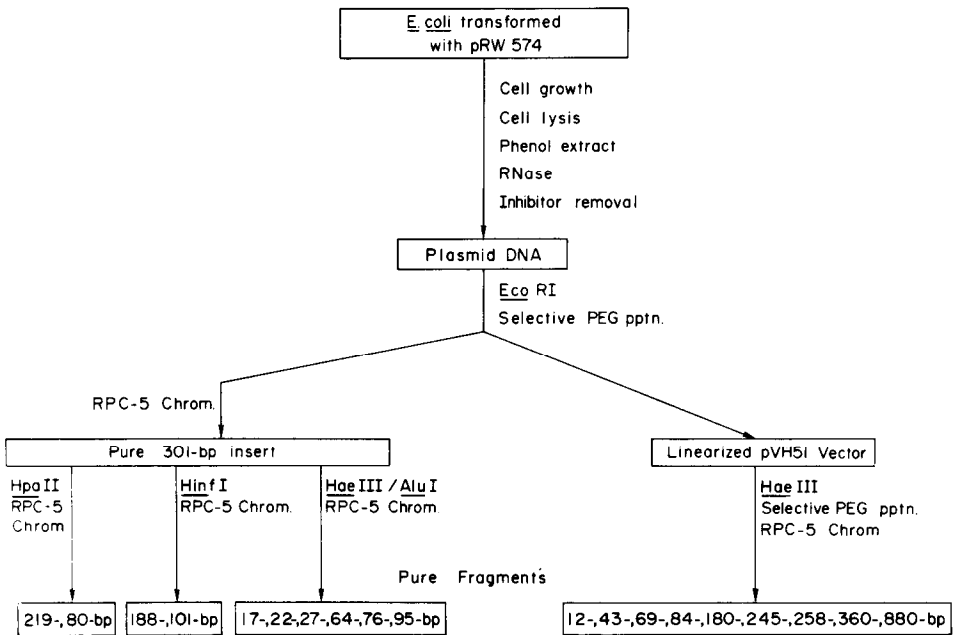 E. coli transformed
with pRW 574
Cell growth
Cell lysis
Phenol extract
RNase
Inhibitor removal
Plasmid DNA
Eco RI
Selective PEG pptn.
RPC-5 Chrom.
Pure 301-bp insert
Linearized pVH51 Vector
HpaII
RPC-5
Chrom
Hinf I
RPC-5 Chrom.
Hae III / Alu I
RPC-5 Chrom.
Hae III
Selective PEG pptn.
RPC-5 Chrom
Pure Fragments
219-,80-bp
188-,101-bp
17-,22-,27-,64-,76-,95-bp
12-,43-,69-,84-,180-,245-,258-,360-,880-bp